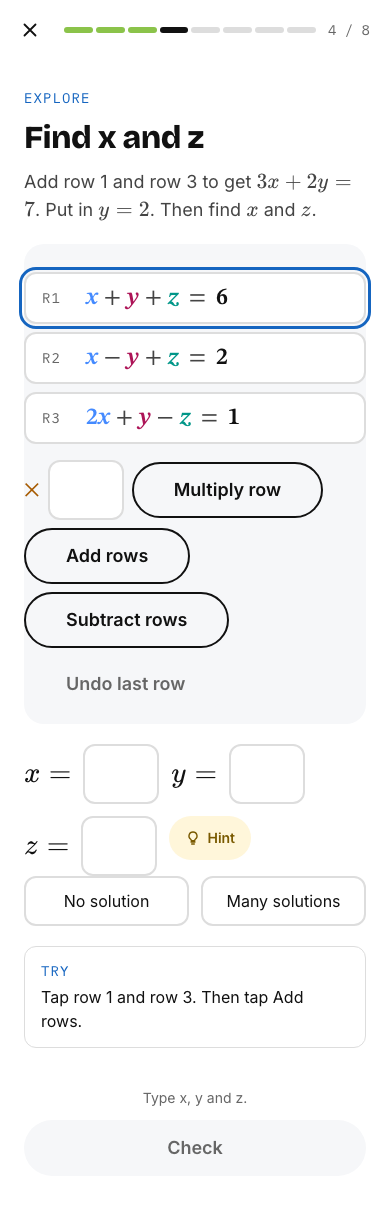 4 / 8
EXPLORE
Find x and z
Add row 1 and row 3 to get 3x + 2y =
7. Put in y = 2. Then find x and z.
R1 x + y + z = 6
R2 x − y + z = 2
R3 2x + y − z = 1
× Multiply row
Add rows
Subtract rows
Undo last row
x = y =
z = Hint
No solution Many solutions
TRY
Tap row 1 and row 3. Then tap Add
rows.
Type x, y and z.
Check